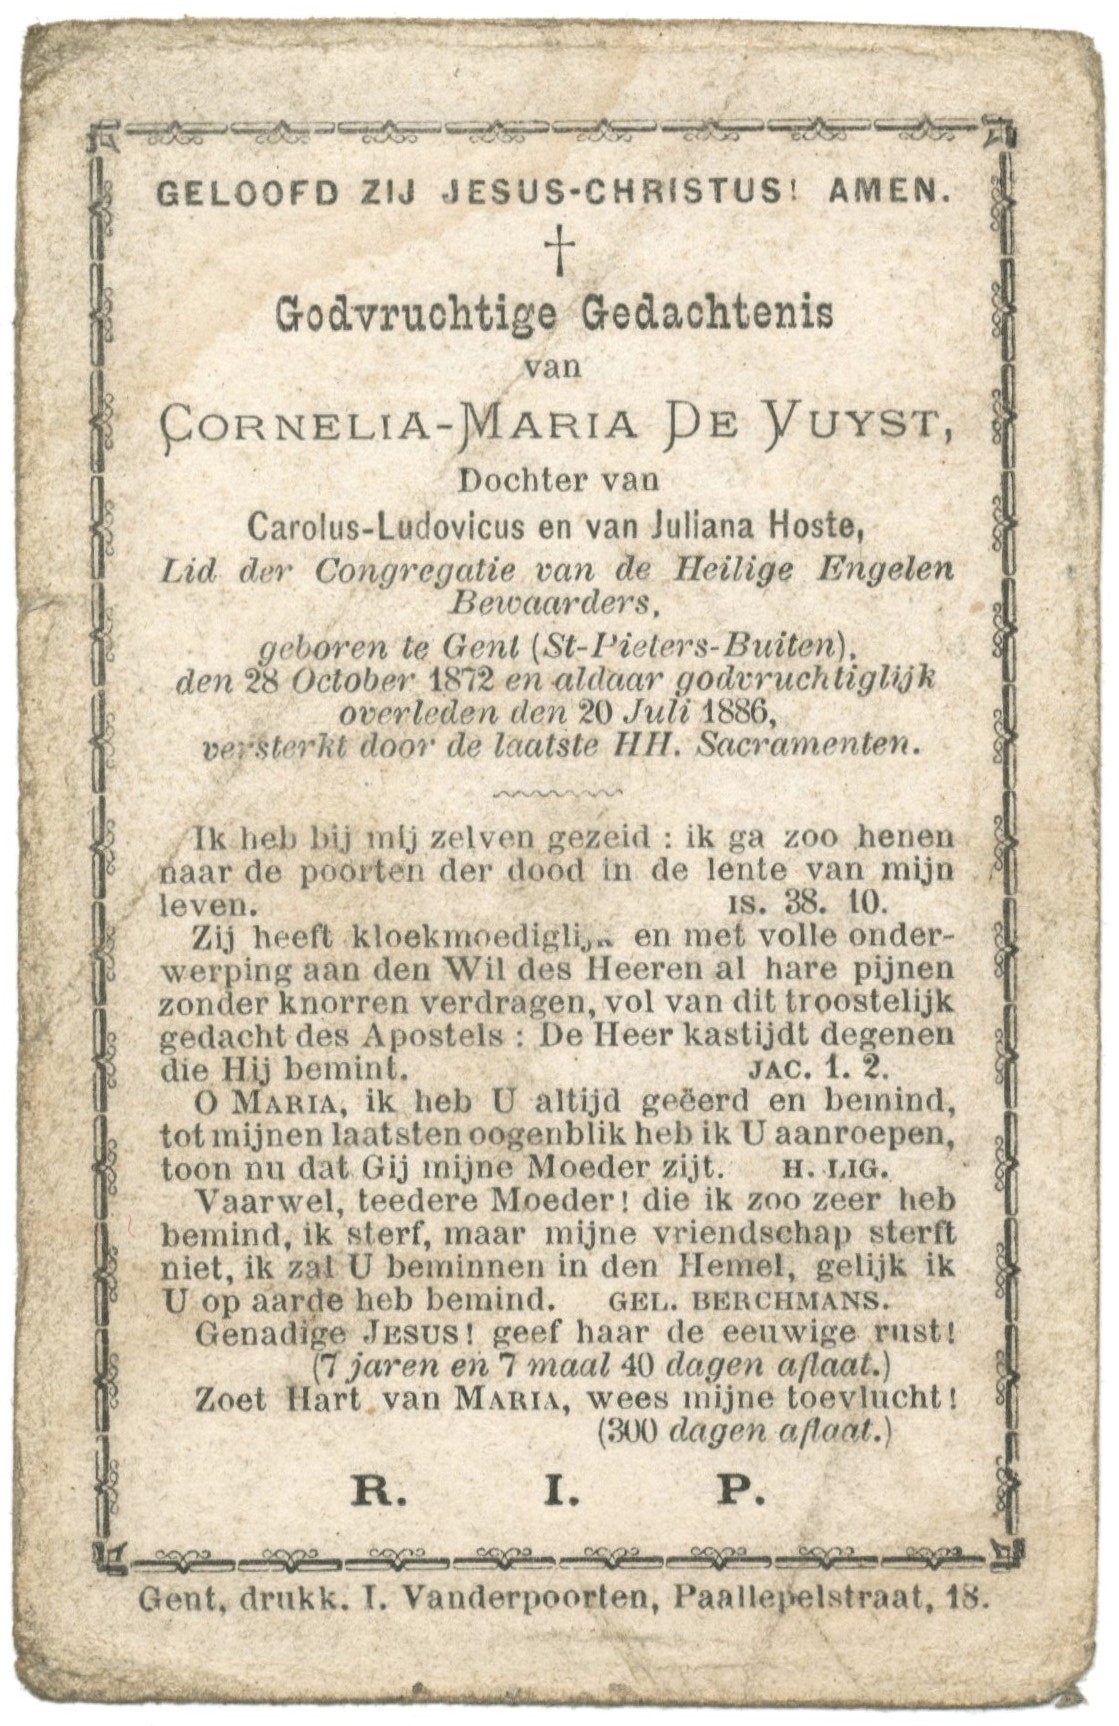 GELOOFD ZIJ JESUS-CHRISTUS! AMEN.
†
Godvruchtige Gedachtenis
van
CORNELIA-MARIA DE VUYST,
Dochter van
Carolus-Ludovicus en van Juliana Hoste,
Lid der Congregatie van de Heilige Engelen
Bewaarders,
geboren te Gent (St-Pieters-Buiten),
den 28 October 1872 en aldaar godvruchtiglijk
overleden den 20 Juli 1886,
versterkt door de laatste HH. Sacramenten.
Ik heb bij mij zelven gezeid : ik ga zoo henen
naar de poorten der dood in de lente van mijn
leven. IS. 38. 10.
Zij heeft kloekmoediglijk en met volle onder-
werping aan den Wil des Heeren al hare pijnen
zonder knorren verdragen, vol van dit troostelijk
gedacht des Apostels : De Heer kastijdt degenen
die Hij bemint. JAC. 1. 2.
O MARIA, ik heb U altijd geëerd en bemind,
tot mijnen laatsten oogenblik heb ik U aanroepen,
toon nu dat Gij mijne Moeder zijt. H. LIG.
Vaarwel, teedere Moeder! die ik zoo zeer heb
bemind, ik sterf, maar mijne vriendschap sterft
niet, ik zal U beminnen in den Hemel, gelijk ik
U op aarde heb bemind. GEL. BERCHMANS.
Genadige JESUS! geef haar de eeuwige rust!
(7 jaren en 7 maal 40 dagen aflaat.)
Zoet Hart van MARIA, wees mijne toevlucht!
(300 dagen aflaat.)
R. I. P.
Gent, drukk. I. Vanderpoorten, Paallepelstraat, 18.